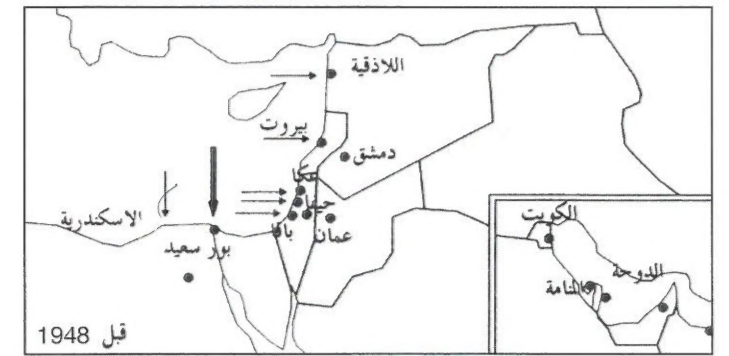 اللاذقية
بيروت
دمشق
عكا
حيفا
يافا
عمان
الاسكندرية
بور سعيد
الكويت
الدوحة
المنامة
قبل 1948